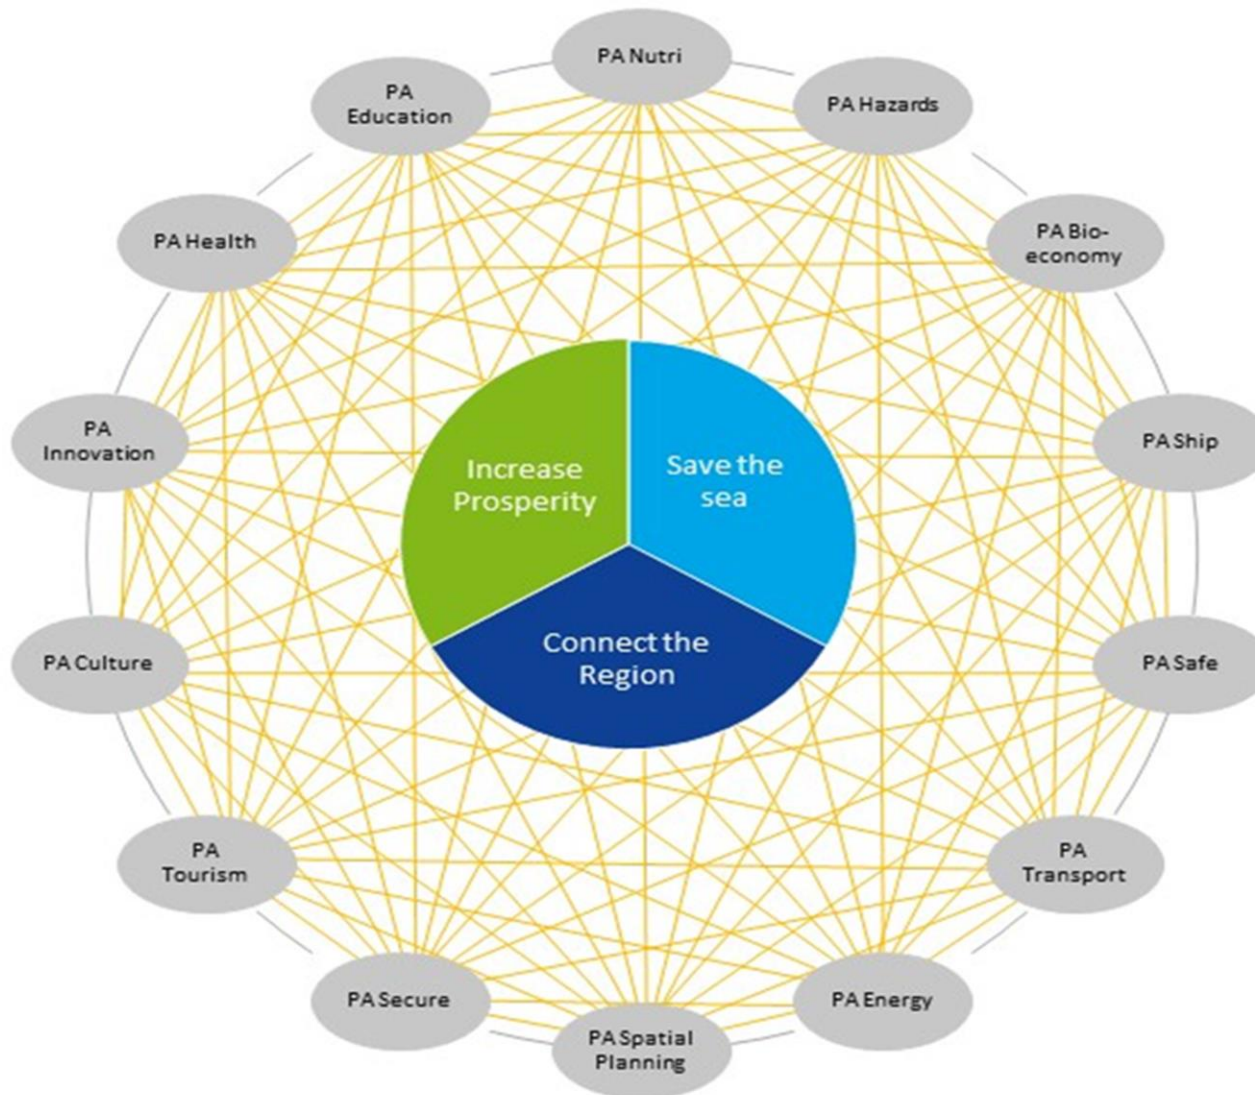 PA Nutri
PA Hazards
PA Bio-
economy
PA Ship
PA Safe
PA
Transport
PA Energy
PA Spatial
Planning
PA Secure
PA
Tourism
PA Culture
PA
Innovation
PA Health
PA
Education
Increase
Prosperity
Save the
sea
Connect the
Region